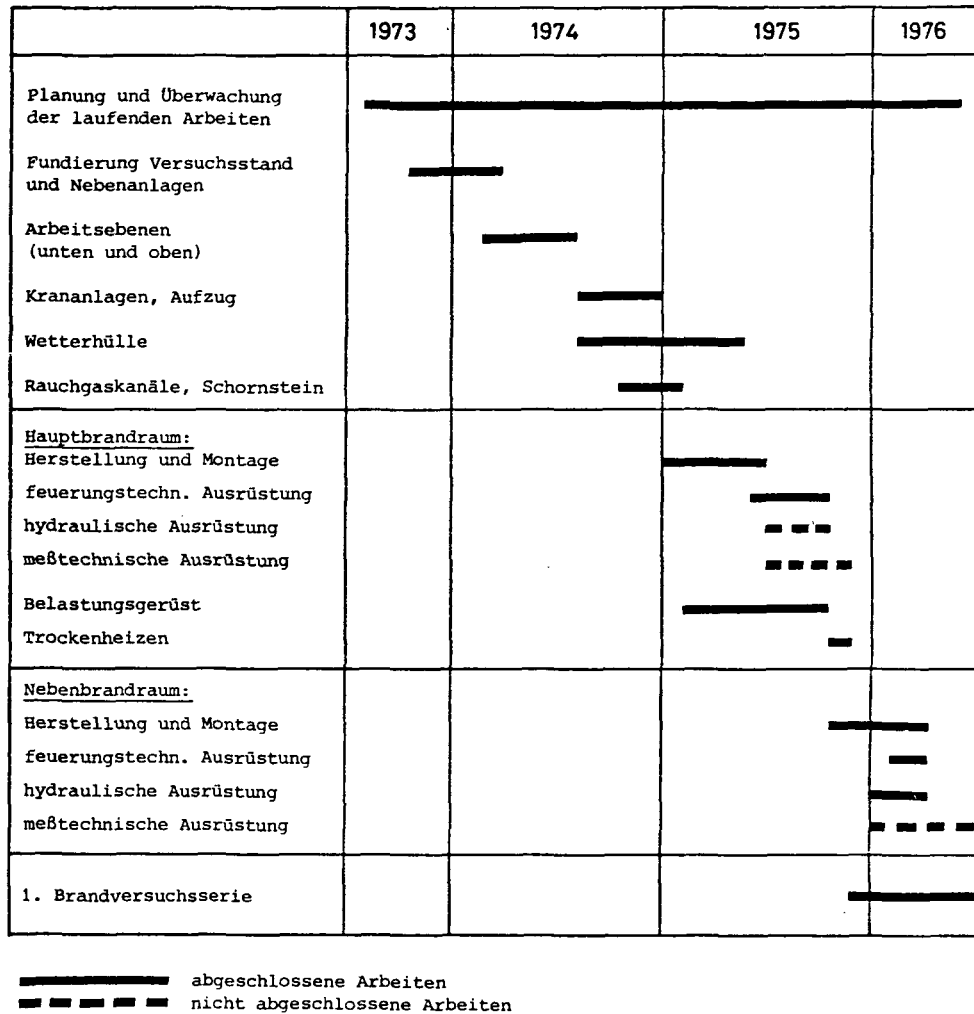 1973 1974 1975 1976
Planung und Überwachung
der laufenden Arbeiten
Fundierung Versuchsstand
und Nebenanlagen
Arbeitsebenen
(unten und oben)
Krananlagen, Aufzug
Wetterhülle
Rauchgaskanäle, Schornstein
Hauptbrandraum:
Herstellung und Montage
feuerungstechn. Ausrüstung
hydraulische Ausrüstung
meßtechnische Ausrüstung
Belastungsgerüst
Trockenheizen
Nebenbrandraum:
Herstellung und Montage
feuerungstechn. Ausrüstung
hydraulische Ausrüstung
meßtechnische Ausrüstung
1. Brandversuchsserie
abgeschlossene Arbeiten
nicht abgeschlossene Arbeiten